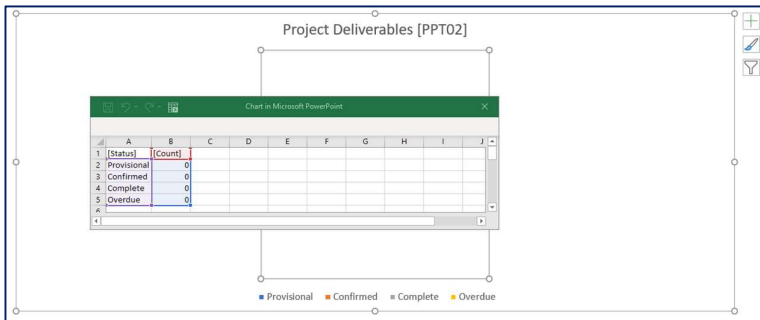 Project Deliverables [PPT02]
Chart in Microsoft PowerPoint
A B C D E F G H I J
1 [Status] [Count]
2 Provisional 0
3 Confirmed 0
4 Complete 0
5 Overdue 0
6
Provisional Confirmed Complete Overdue